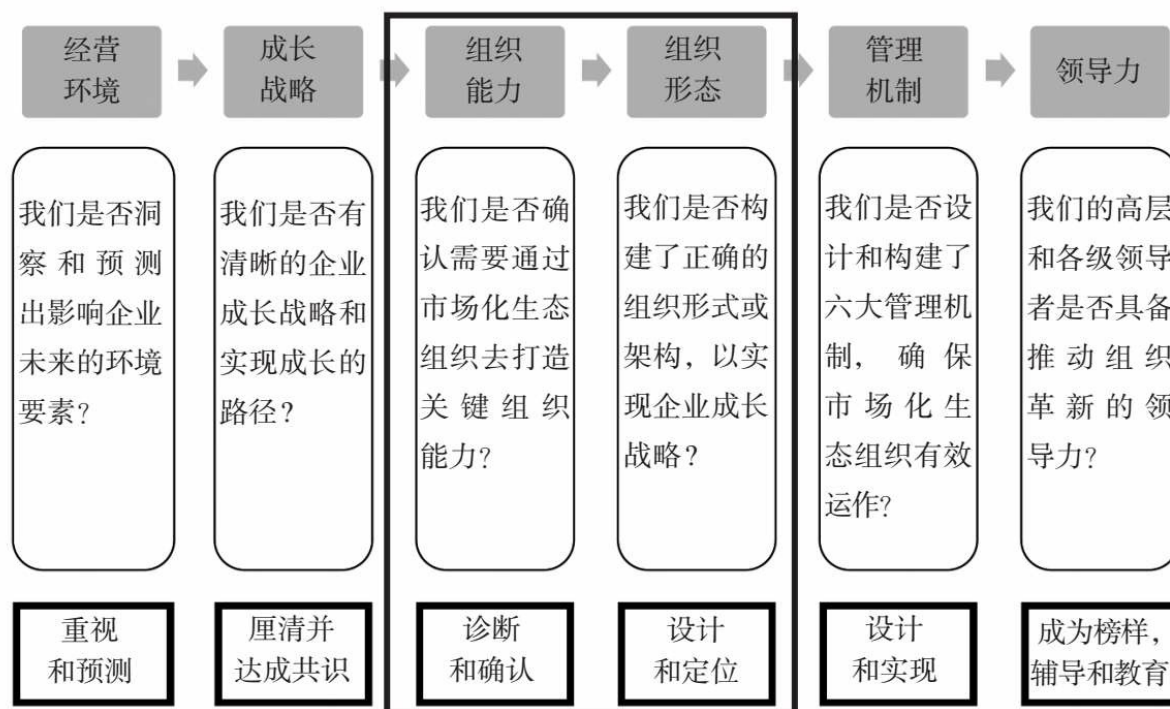 经营
环境
成长
战略
组织
能力
组织
形态
管理
机制
领导力
我们是否洞
察和预测
出影响企业
未来的环境
要素?
我们是否有
清晰的企业
成长战略和
实现成长的
路径?
我们是否确
认需要通过
市场化生态
组织去打造
关键组织
能力?
我们是否构
建了正确的
组织形式或
架构，以实
现企业成长
战略?
我们是否设
计和构建了
六大管理机
制，确保
市场化生
态组织有效
运作?
我们的高层
和各级领导
者是否具备
推动组织
革新的领
导力?
重视
和预测
厘清并
达成共识
诊断
和确认
设计
和定位
设计
和实现
成为榜样，
辅导和教育